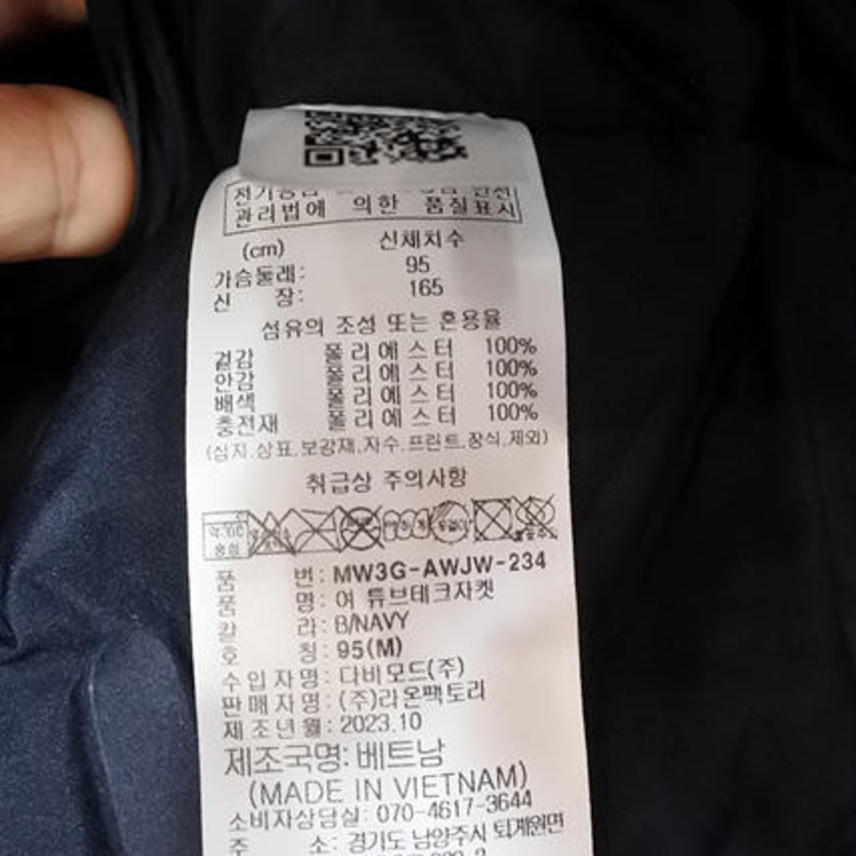 관리법에 의한 품질표시
(cm) 신체치수
가슴둘레: 95
신 장: 165
섬유의 조성 또는 혼용율
겉감 폴리에스터 100%
안감 폴리에스터 100%
배색 폴리에스터 100%
충전재 폴리에스터 100%
(심지,상표,보강재,자수,프린트,장식,제외)
취급상 주의사항
품 번: MW3G-AWJW-234
품 명: 여 튜브테크자켓
칼 라: B/NAVY
호 칭: 95(M)
수입자명: 다비모드(주)
판매자명: (주)라온팩토리
제조년월: 2023.10
제조국명: 베트남
(MADE IN VIETNAM)
소비자상담실: 070-4617-3644
주 소: 경기도 남양주시 퇴계원면